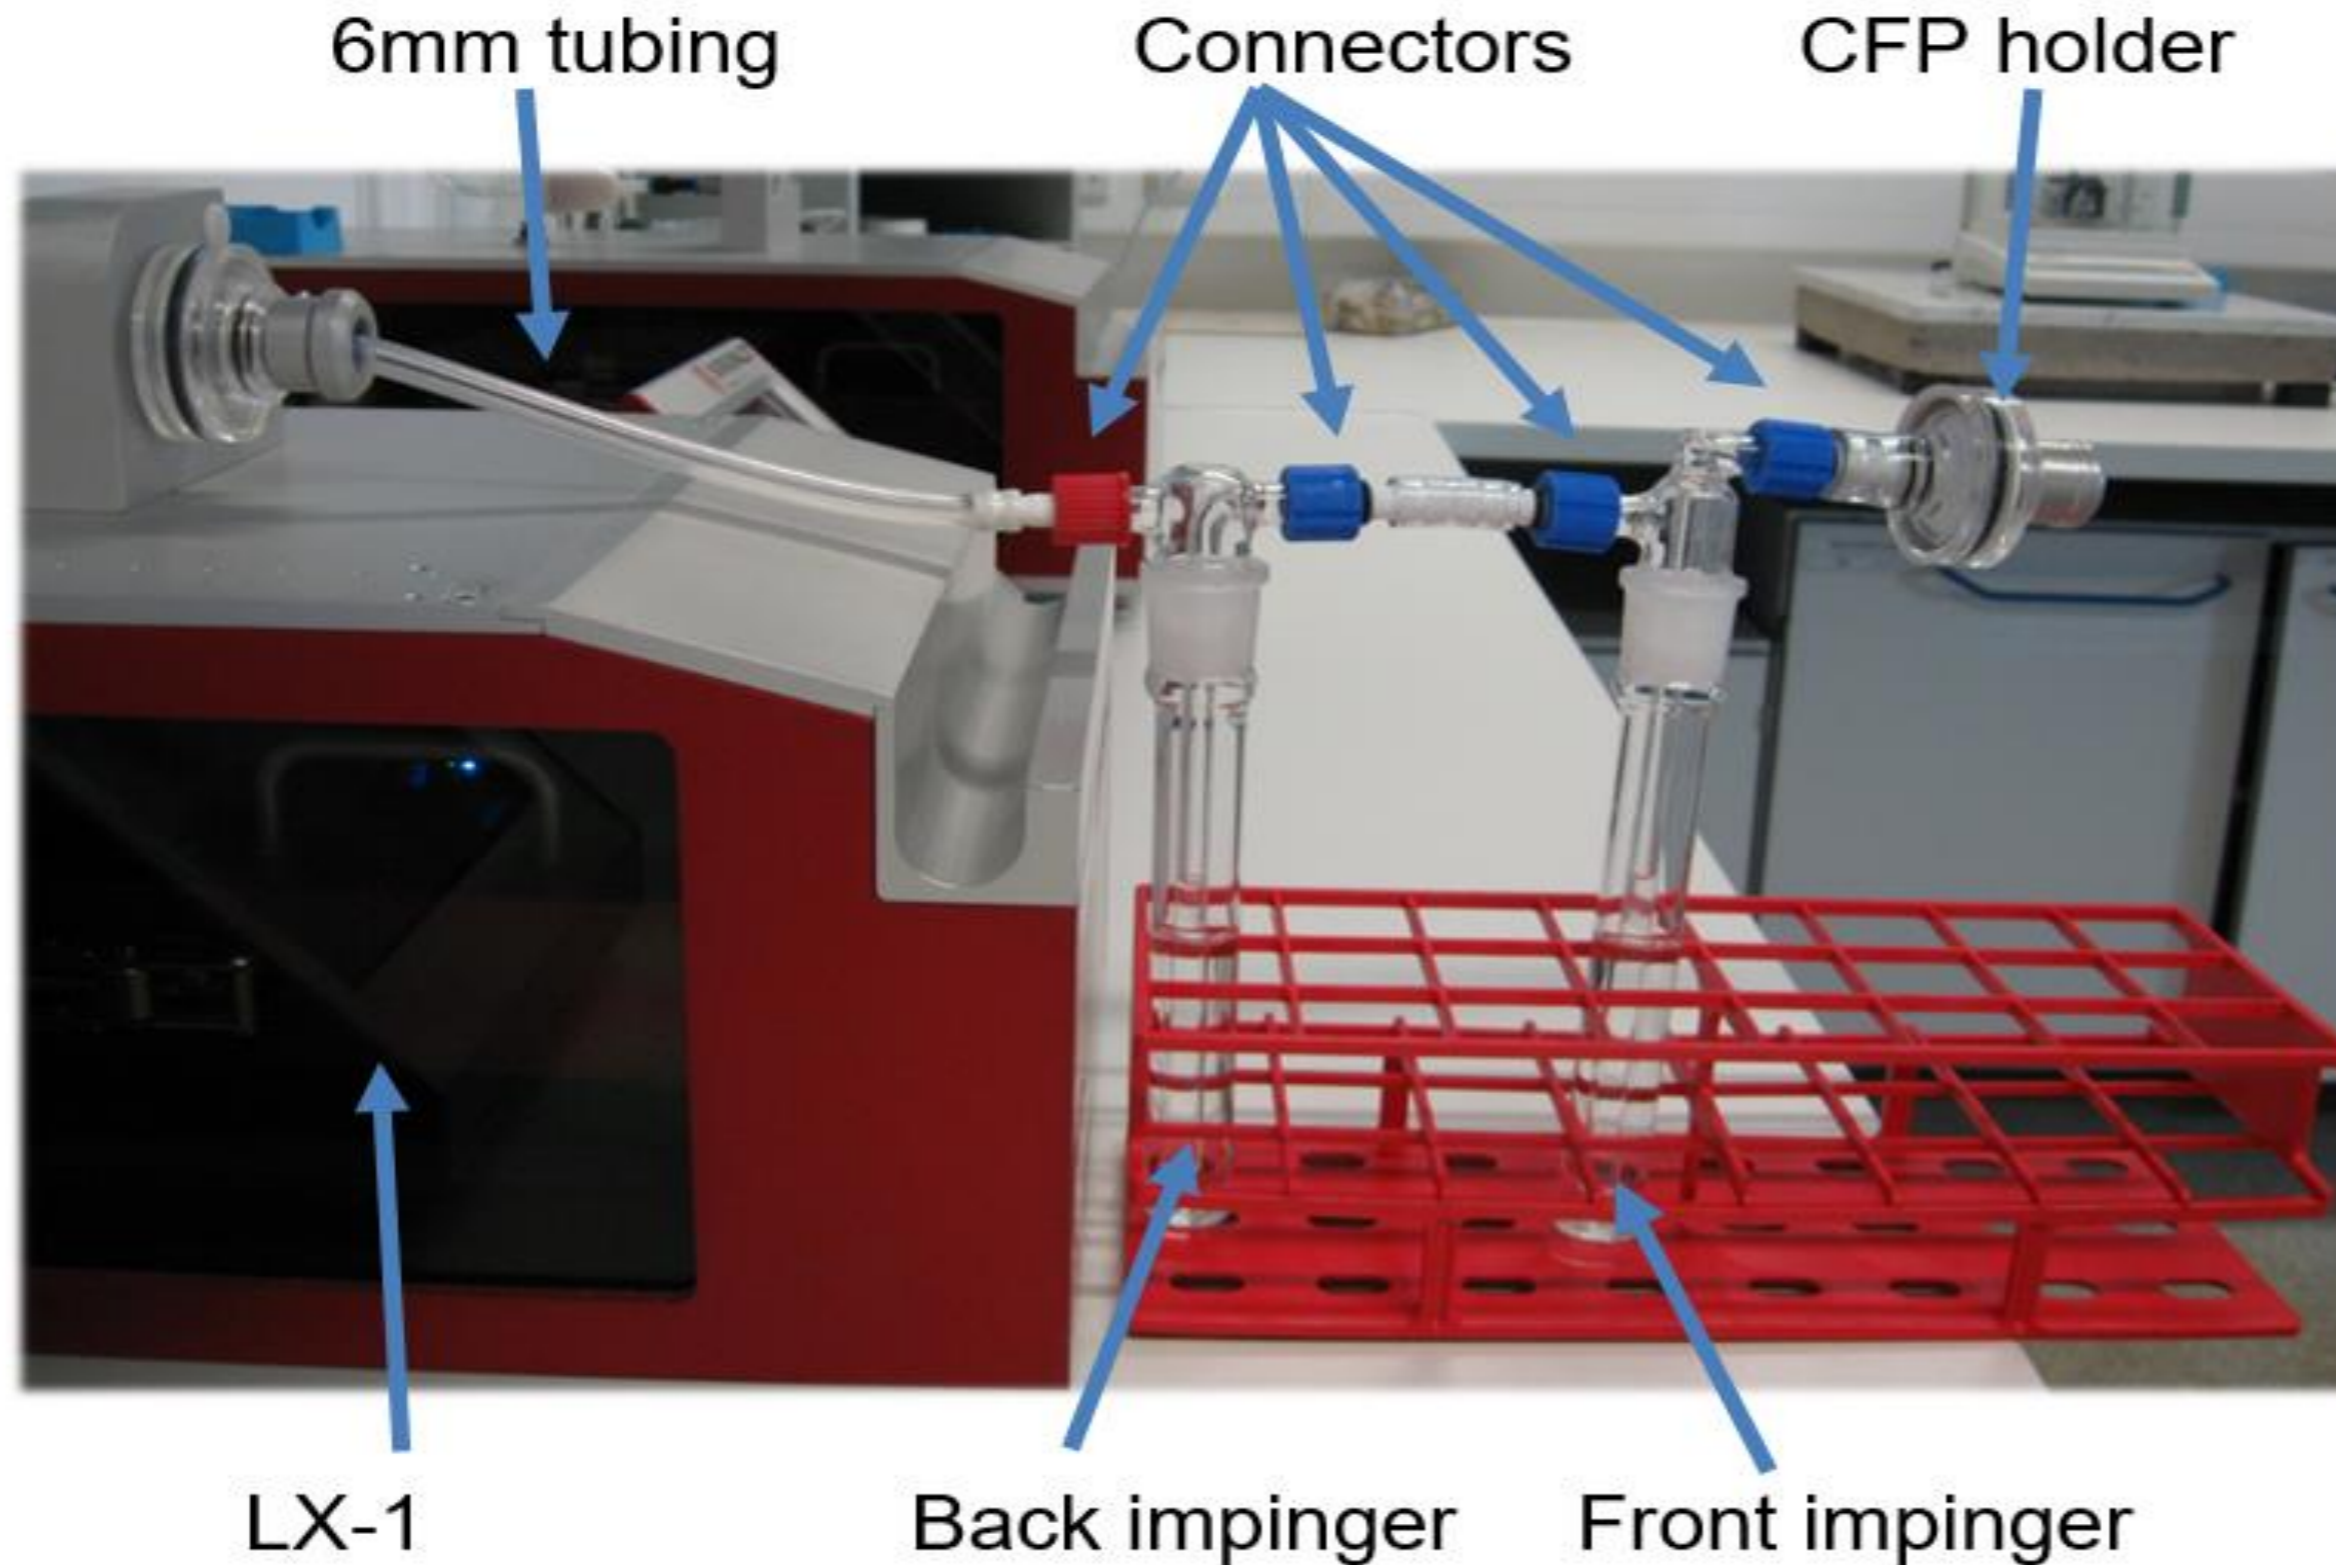 6mm tubing
Connectors
CFP holder
LX-1
Back impinger
Front impinger